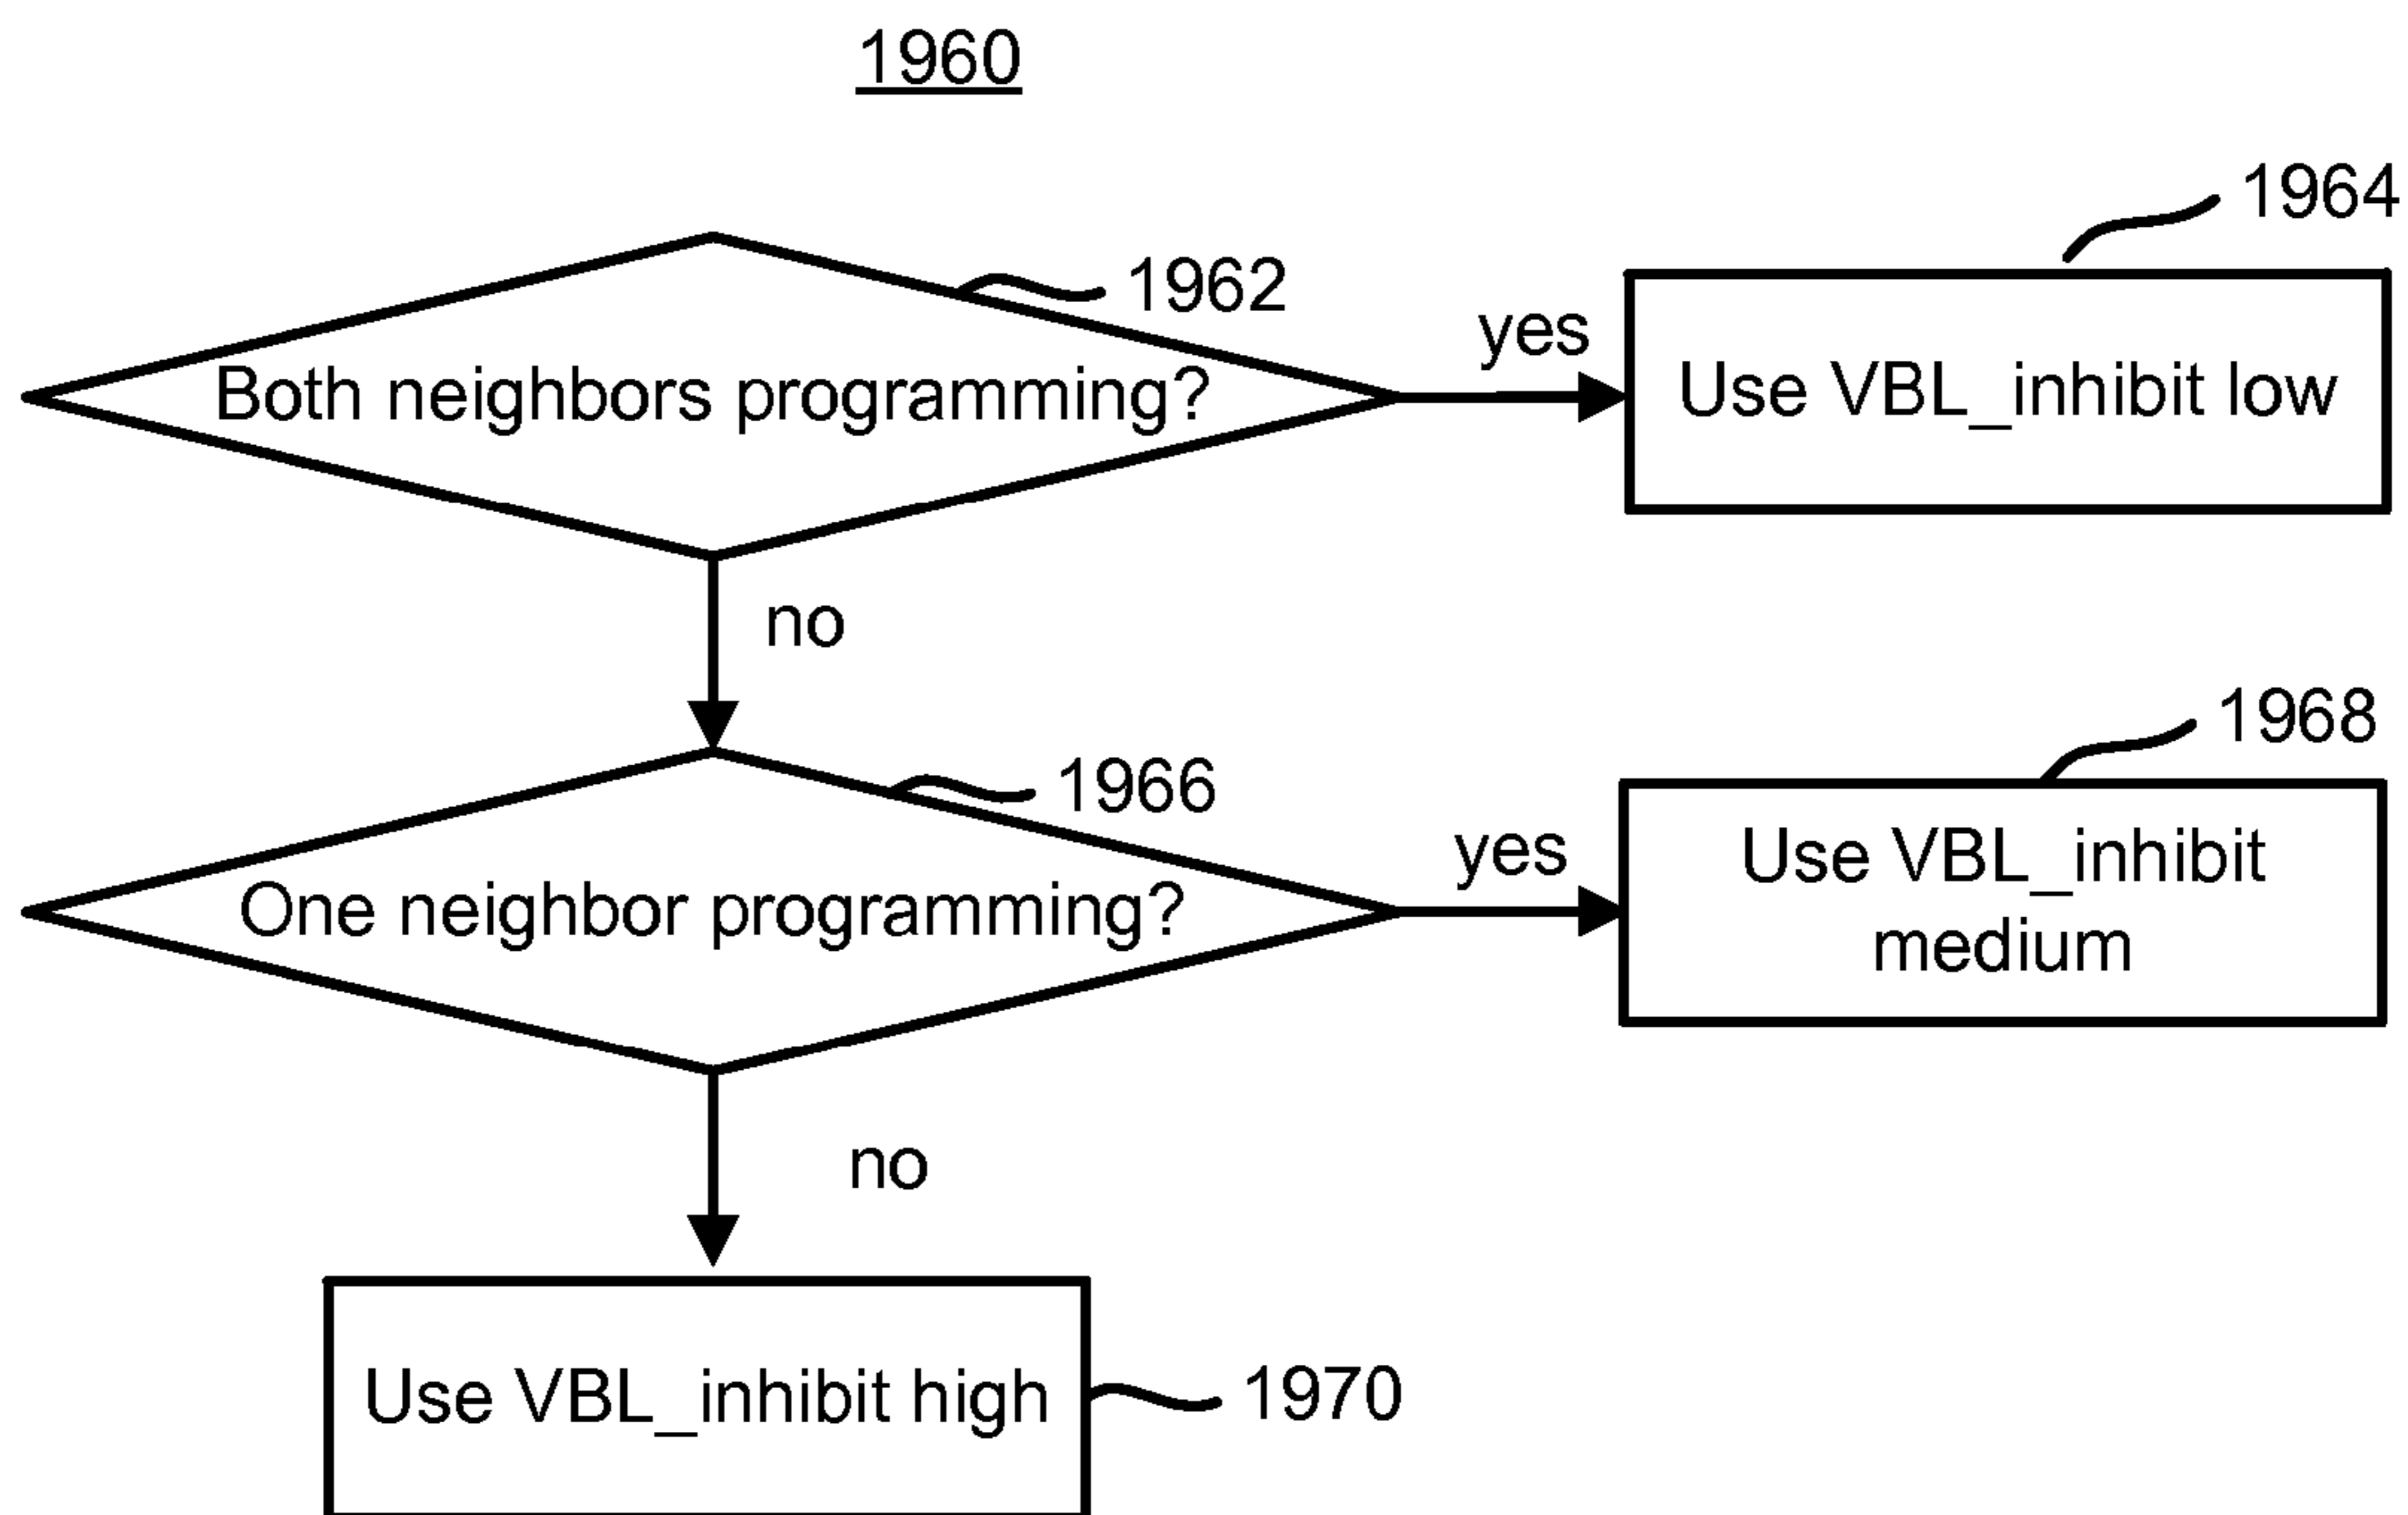 1960
1964
1962
yes
Both neighbors programming?
Use VBL_inhibit low
no
1968
1966
yes
Use VBL_inhibit
medium
One neighbor programming?
no
Use VBL_inhibit high
1970